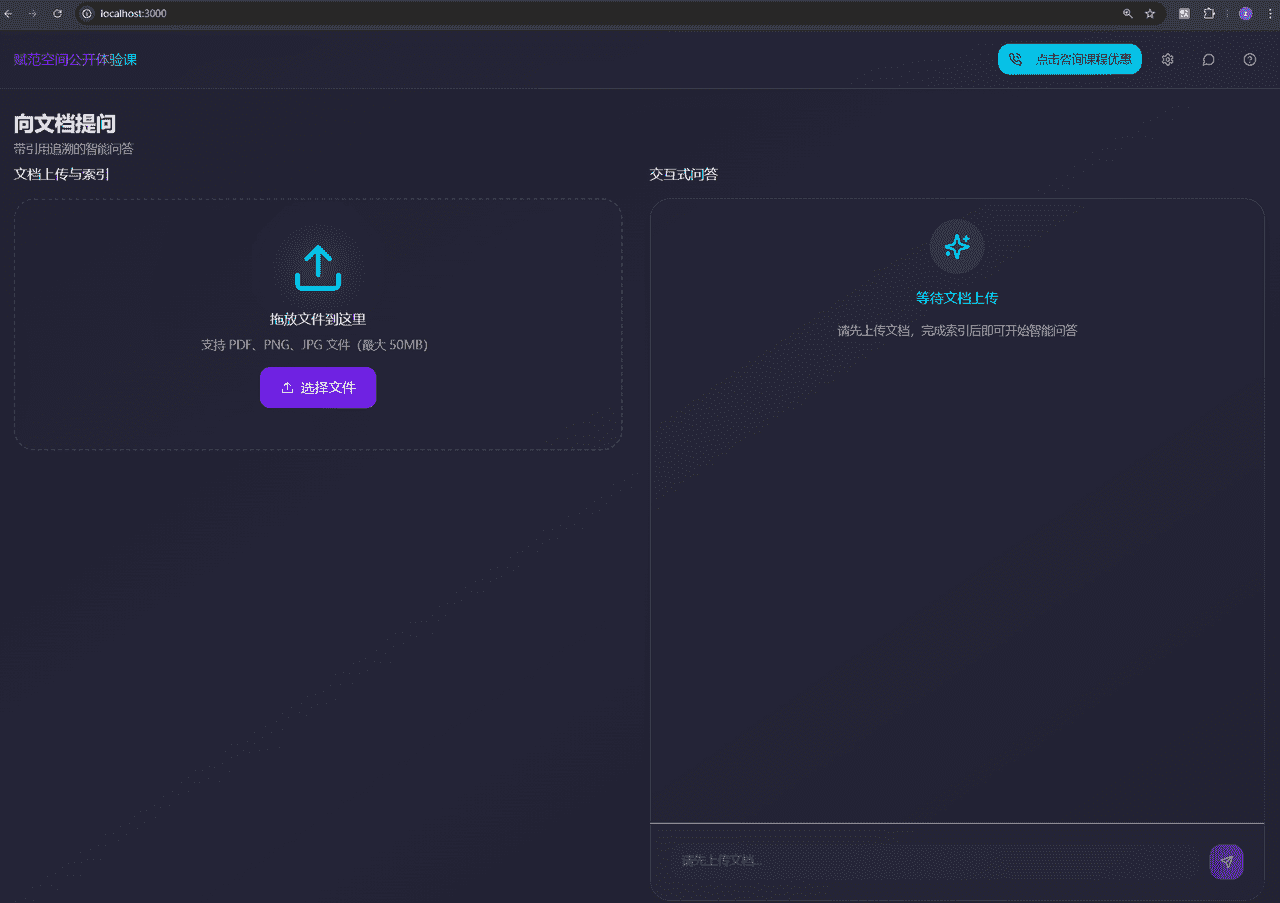 localhost:3000
赋范空间公开体验课
点击咨询课程优惠
向文档提问
带引用追溯的智能问答
文档上传与索引
交互式问答
拖放文件到这里
支持 PDF、PNG、JPG 文件（最大 50MB）
选择文件
等待文档上传
请先上传文档，完成索引后即可开始智能问答
请先上传文档...